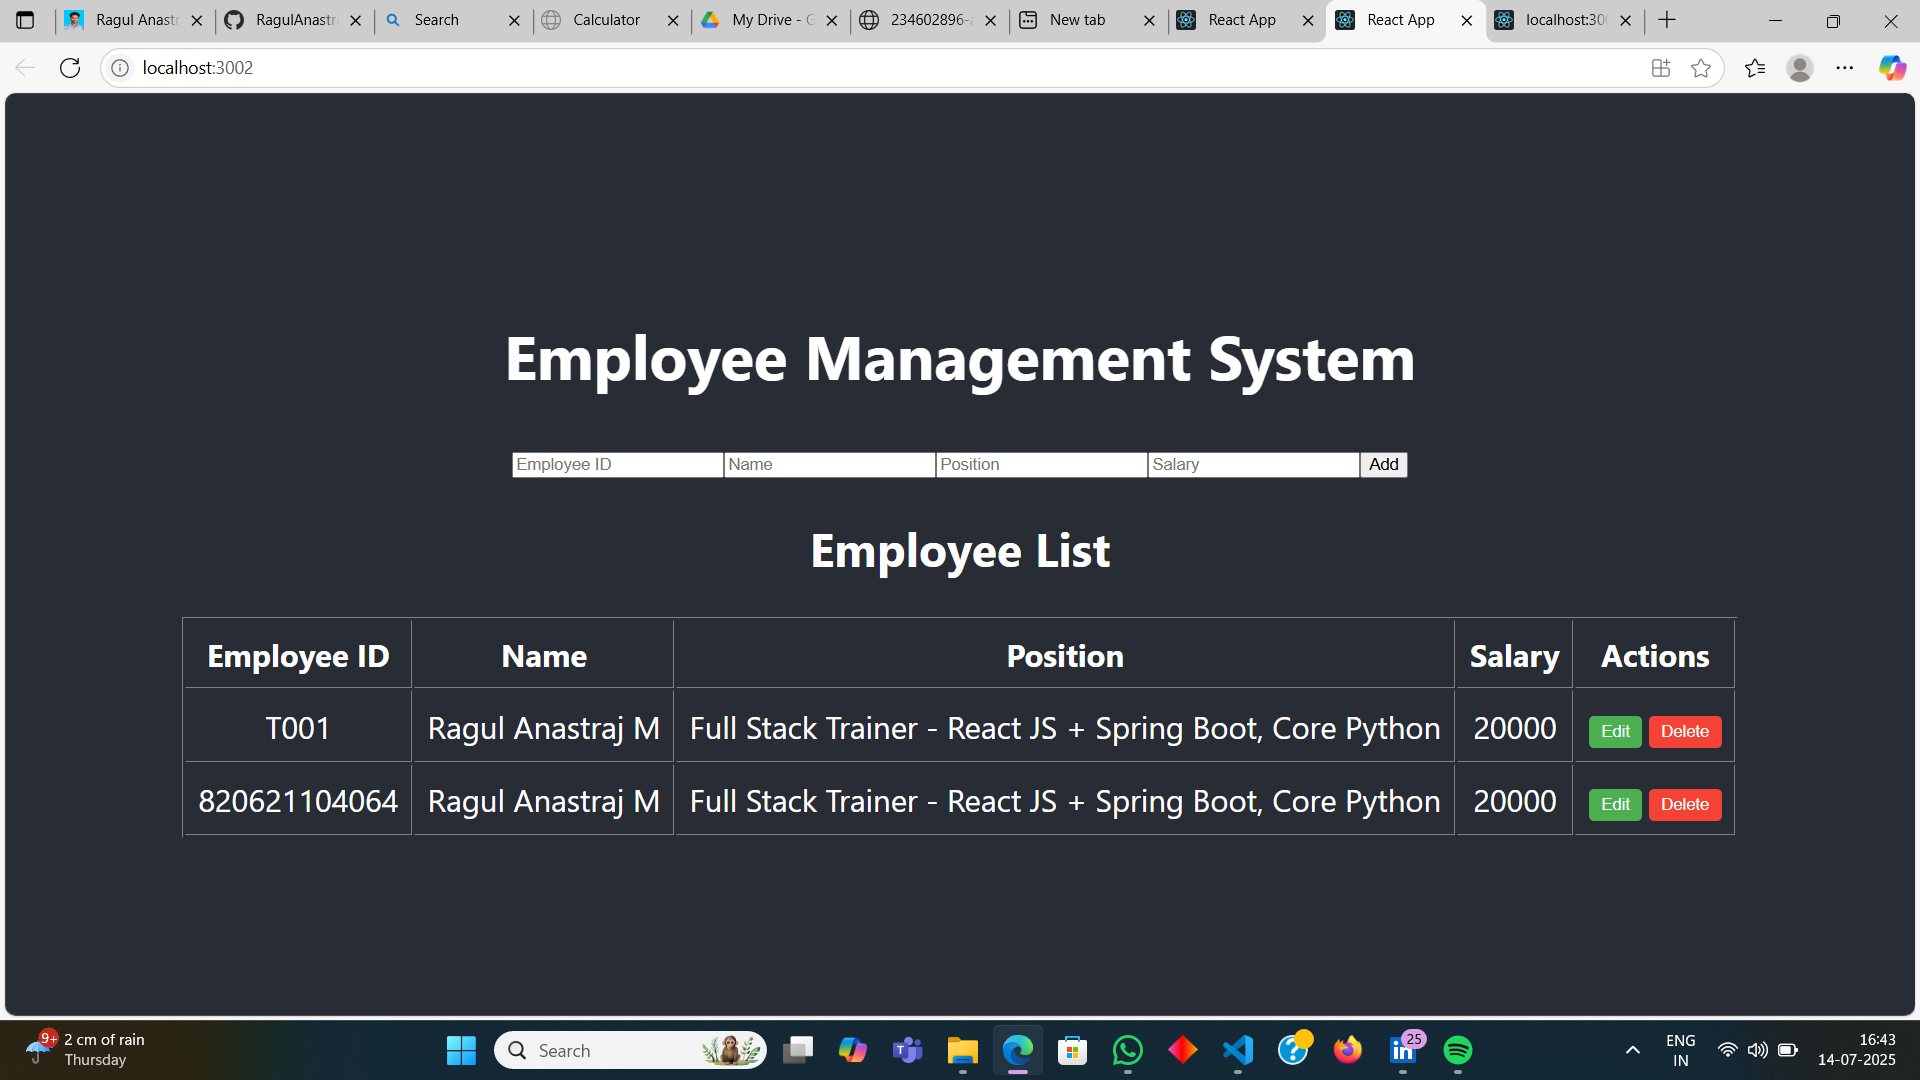 Ragul Anastr
RagulAnastr
Search
Calculator
My Drive - G
234602896-
New tab
React App
React App
localhost:300
localhost:3002
Employee Management System
Employee ID Name Position Salary Add
Employee List
Employee ID Name Position Salary Actions
T001 Ragul Anastraj M Full Stack Trainer - React JS + Spring Boot, Core Python 20000 Edit Delete
820621104064 Ragul Anastraj M Full Stack Trainer - React JS + Spring Boot, Core Python 20000 Edit Delete
9+
2 cm of rain
Thursday
Search
25
ENG
IN
16:43
14-07-2025